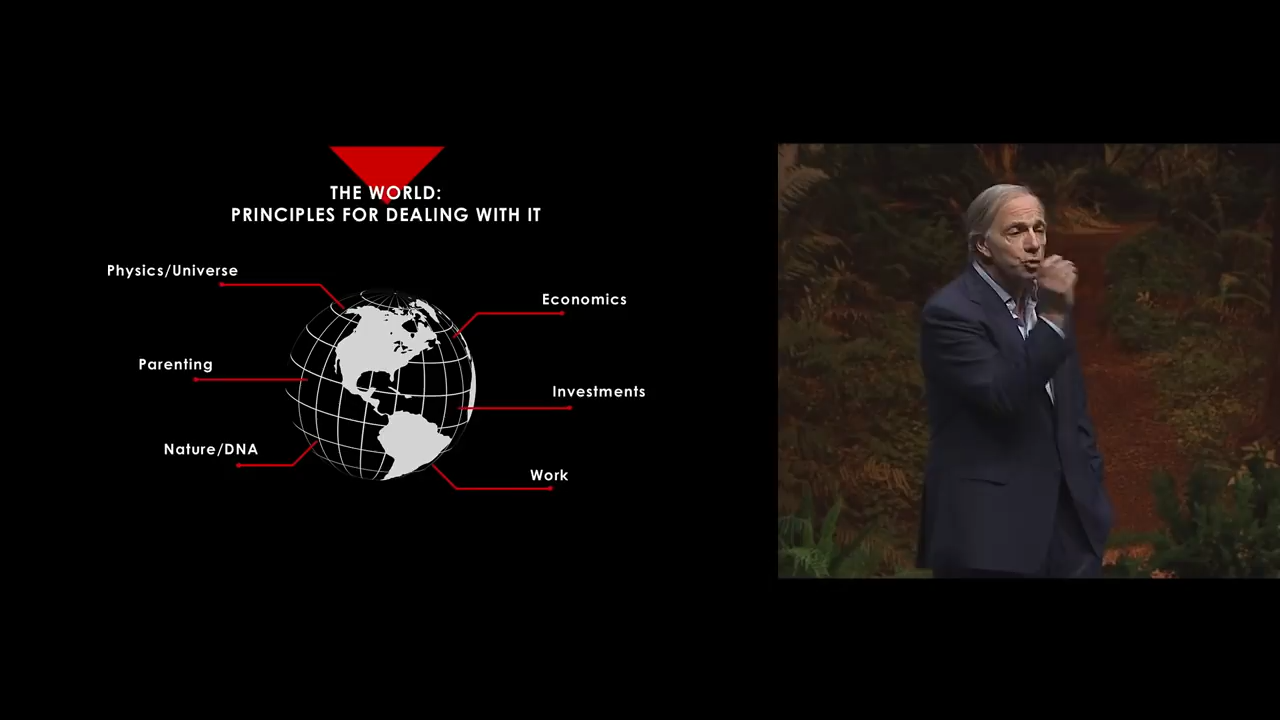 THE WORLD:
PRINCIPLES FOR DEALING WITH IT
Physics/Universe
Economics
Parenting
Investments
Nature/DNA
Work